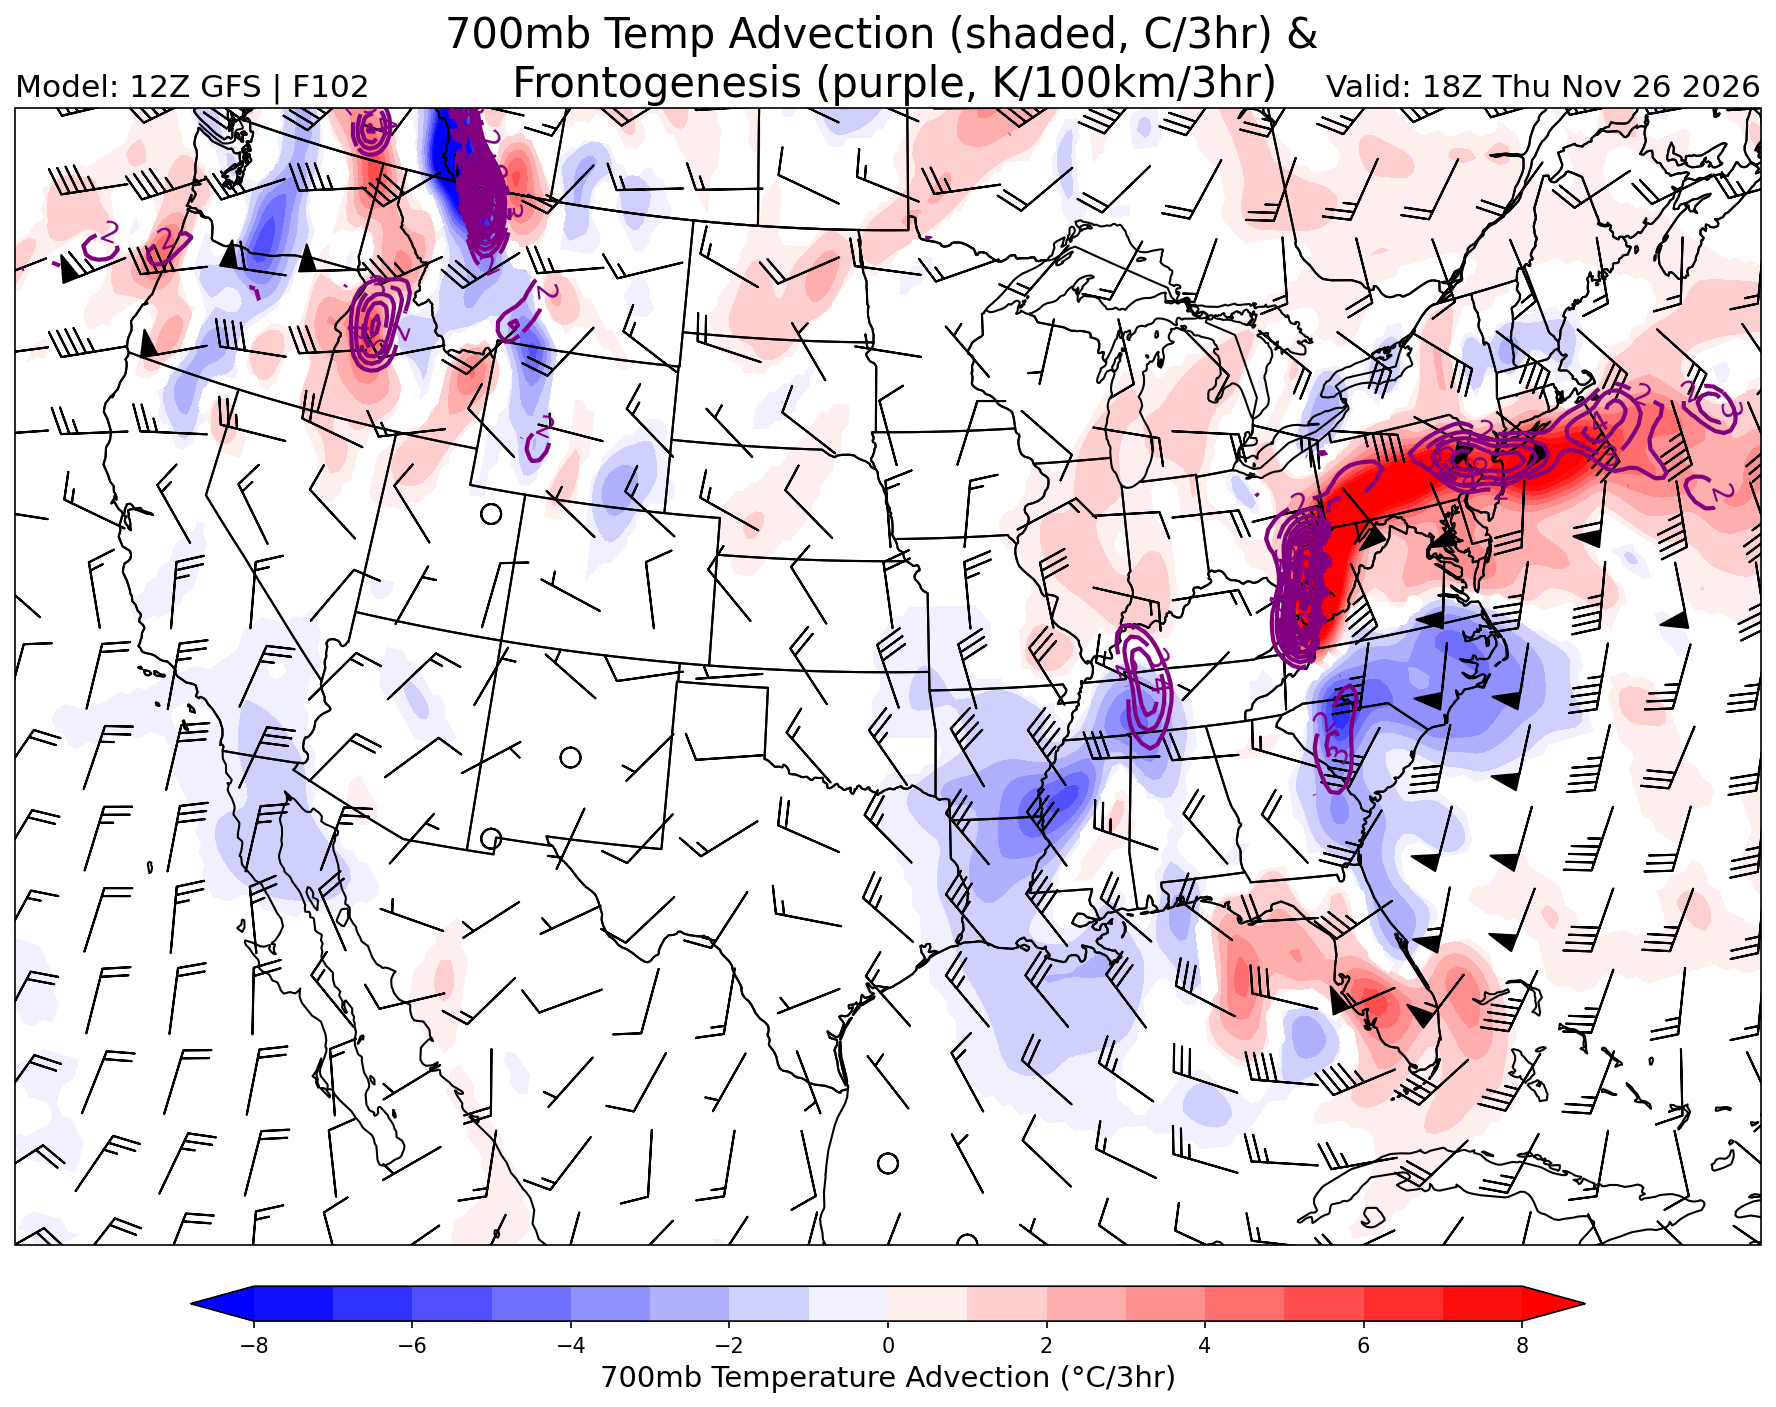 700mb Temp Advection (shaded, C/3hr) &
Model: 12Z GFS | F102 Frontogenesis (purple, K/100km/3hr) Valid: 18Z Thu Nov 26 2026
−8 −6 −4 −2 0 2 4 6 8
700mb Temperature Advection (°C/3hr)